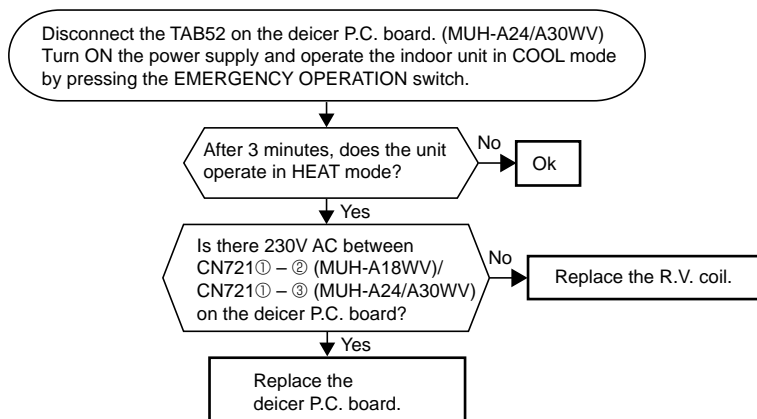 Disconnect the TAB52 on the deicer P.C. board. (MUH-A24/A30WV)
Turn ON the power supply and operate the indoor unit in COOL mode
by pressing the EMERGENCY OPERATION switch.
After 3 minutes, does the unit
operate in HEAT mode?
No
Ok
Yes
Is there 230V AC between
CN721① – ② (MUH-A18WV)/
CN721① – ③ (MUH-A24/A30WV)
on the deicer P.C. board?
No
Replace the R.V. coil.
Yes
Replace the
deicer P.C. board.